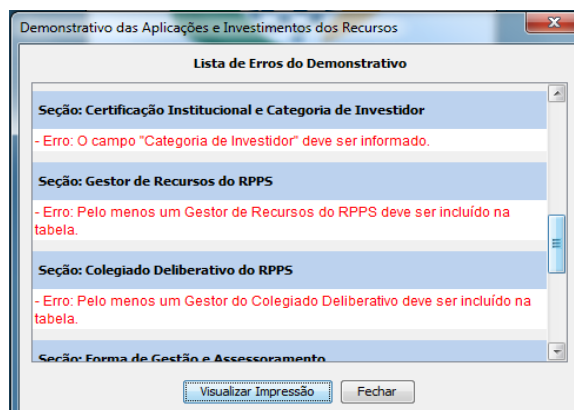 Demonstrativo das Aplicações e Investimentos dos Recursos
Lista de Erros do Demonstrativo
Seção: Certificação Institucional e Categoria de Investidor
- Erro: O campo "Categoria de Investidor" deve ser informado.
Seção: Gestor de Recursos do RPPS
- Erro: Pelo menos um Gestor de Recursos do RPPS deve ser incluído na
tabela.
Seção: Colegiado Deliberativo do RPPS
- Erro: Pelo menos um Gestor do Colegiado Deliberativo deve ser incluído na
tabela.
Seção: Forma de Gestão e Assessoramento
Visualizar Impressão
Fechar